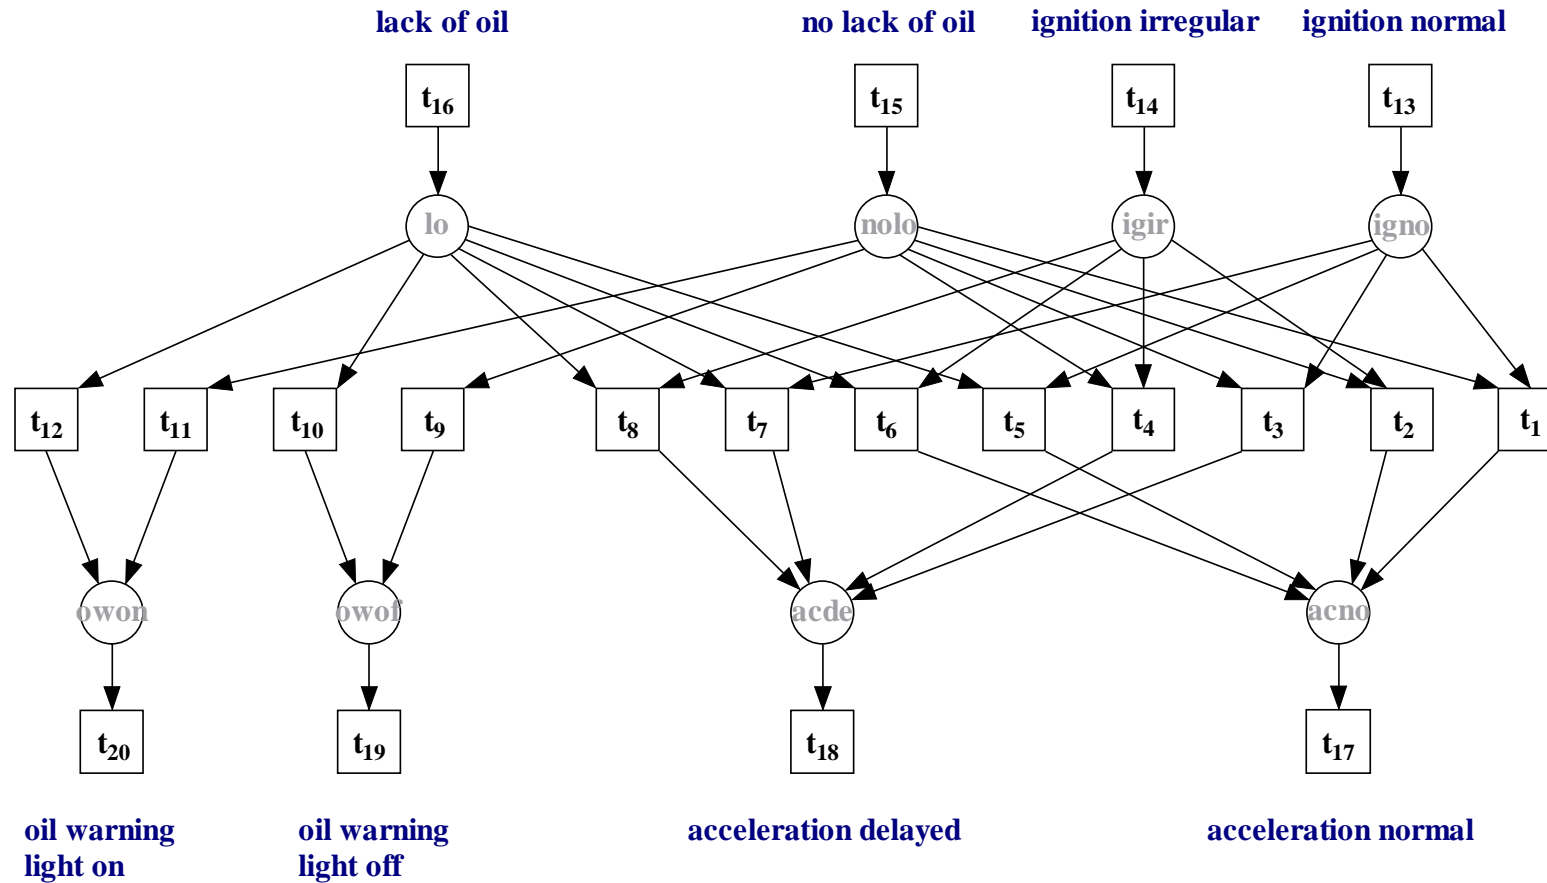 lack of oil no lack of oil ignition irregular ignition normal
t16 t15 t14 t13
lo nolo igir igno
t12 t11 t10 t9 t8 t7 t6 t5 t4 t3 t2 t1
owon owof acde acno
t20 t19 t18 t17
oil warning oil warning acceleration delayed acceleration normal
light on light off